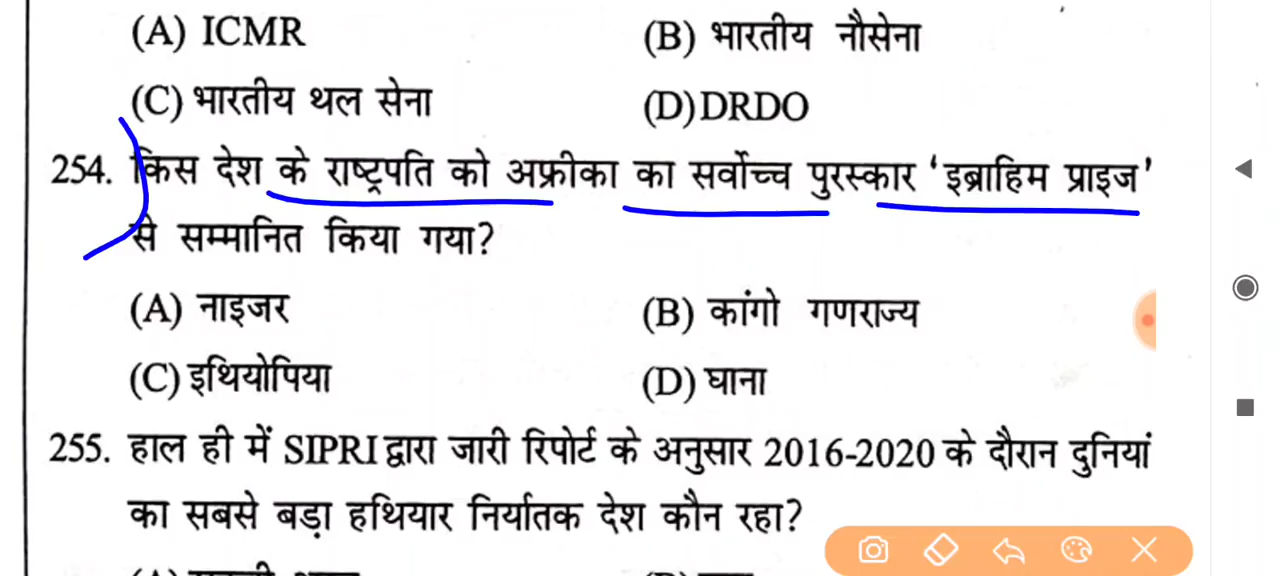 (A) ICMR (B) भारतीय नौसेना
(C) भारतीय थल सेना (D) DRDO
254. किस देश के राष्ट्रपति को अफ्रीका का सर्वोच्च पुरस्कार 'इब्राहिम प्राइज'
से सम्मानित किया गया?
(A) नाइजर (B) कांगो गणराज्य
(C) इथियोपिया (D) घाना
255. हाल ही में SIPRI द्वारा जारी रिपोर्ट के अनुसार 2016-2020 के दौरान दुनियां
का सबसे बड़ा हथियार निर्यातक देश कौन रहा?